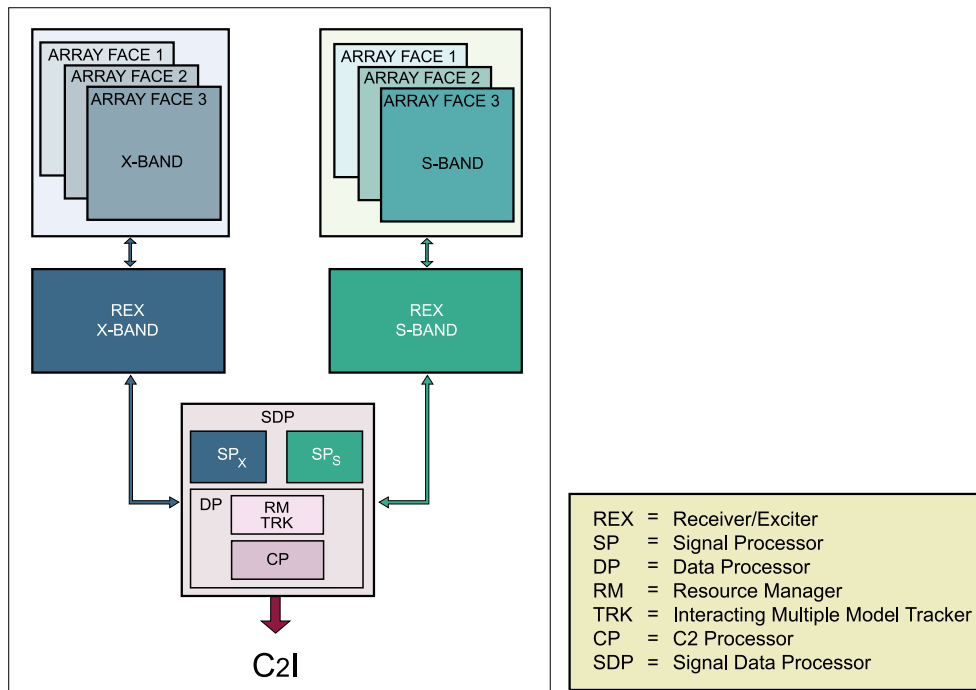 ARRAY FACE 1
ARRAY FACE 2
ARRAY FACE 3
X-BAND
ARRAY FACE 1
ARRAY FACE 2
ARRAY FACE 3
S-BAND
REX
X-BAND
REX
S-BAND
SDP
SPX
SPS
DP
RM
TRK
CP
C2I
REX = Receiver/Exciter
SP = Signal Processor
DP = Data Processor
RM = Resource Manager
TRK = Interacting Multiple Model Tracker
CP = C2 Processor
SDP = Signal Data Processor